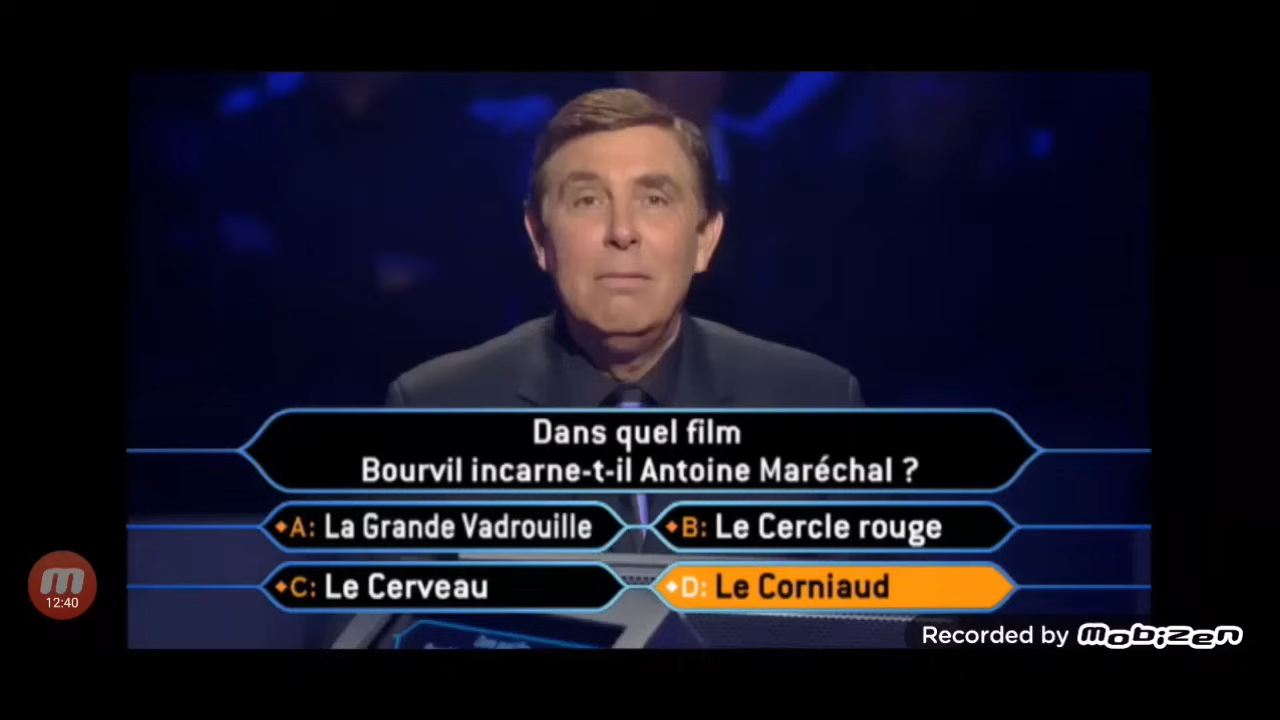 Dans quel film
Bourvil incarne-t-il Antoine Maréchal ?
A: La Grande Vadrouille
B: Le Cercle rouge
C: Le Cerveau
D: Le Corniaud
12:40
Recorded by mobizen